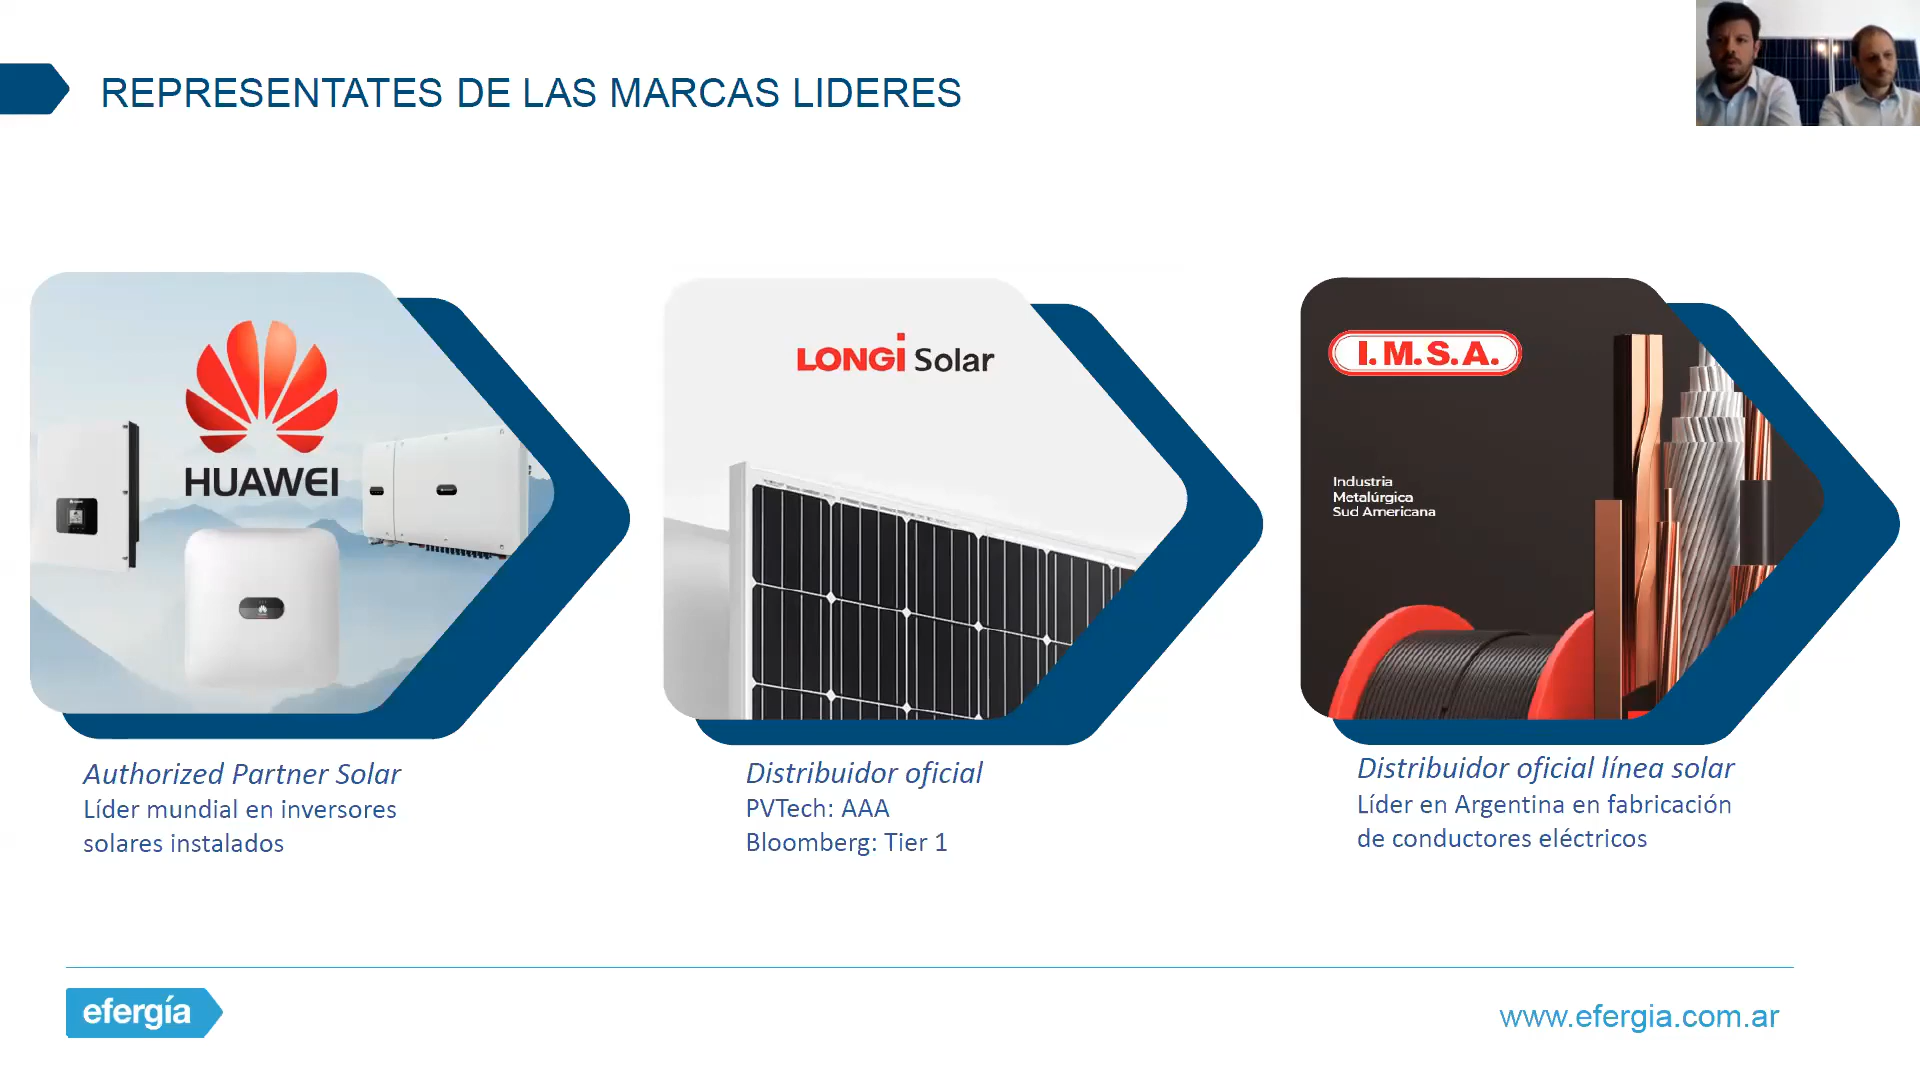 REPRESENTATES DE LAS MARCAS LIDERES
HUAWEI
Authorized Partner Solar
Líder mundial en inversores
solares instalados
LONGi Solar
Distribuidor oficial
PVTech: AAA
Bloomberg: Tier 1
I.M.S.A.
Industria
Metalúrgica
Sud Americana
Distribuidor oficial línea solar
Líder en Argentina en fabricación
de conductores eléctricos
efergía
www.efergia.com.ar